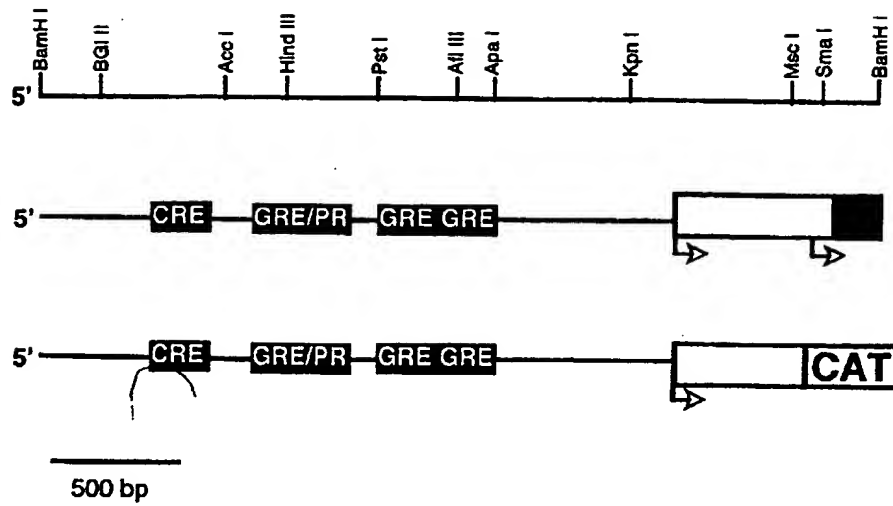 BamH I
BGl II
Acc I
Hind III
Pst I
Afl III
Apa I
Kpn I
Msc I
Sma I
BamH I
5'
5'
CRE
GRE/PR
GRE GRE
5'
CRE
GRE/PR
GRE GRE
CAT
500 bp